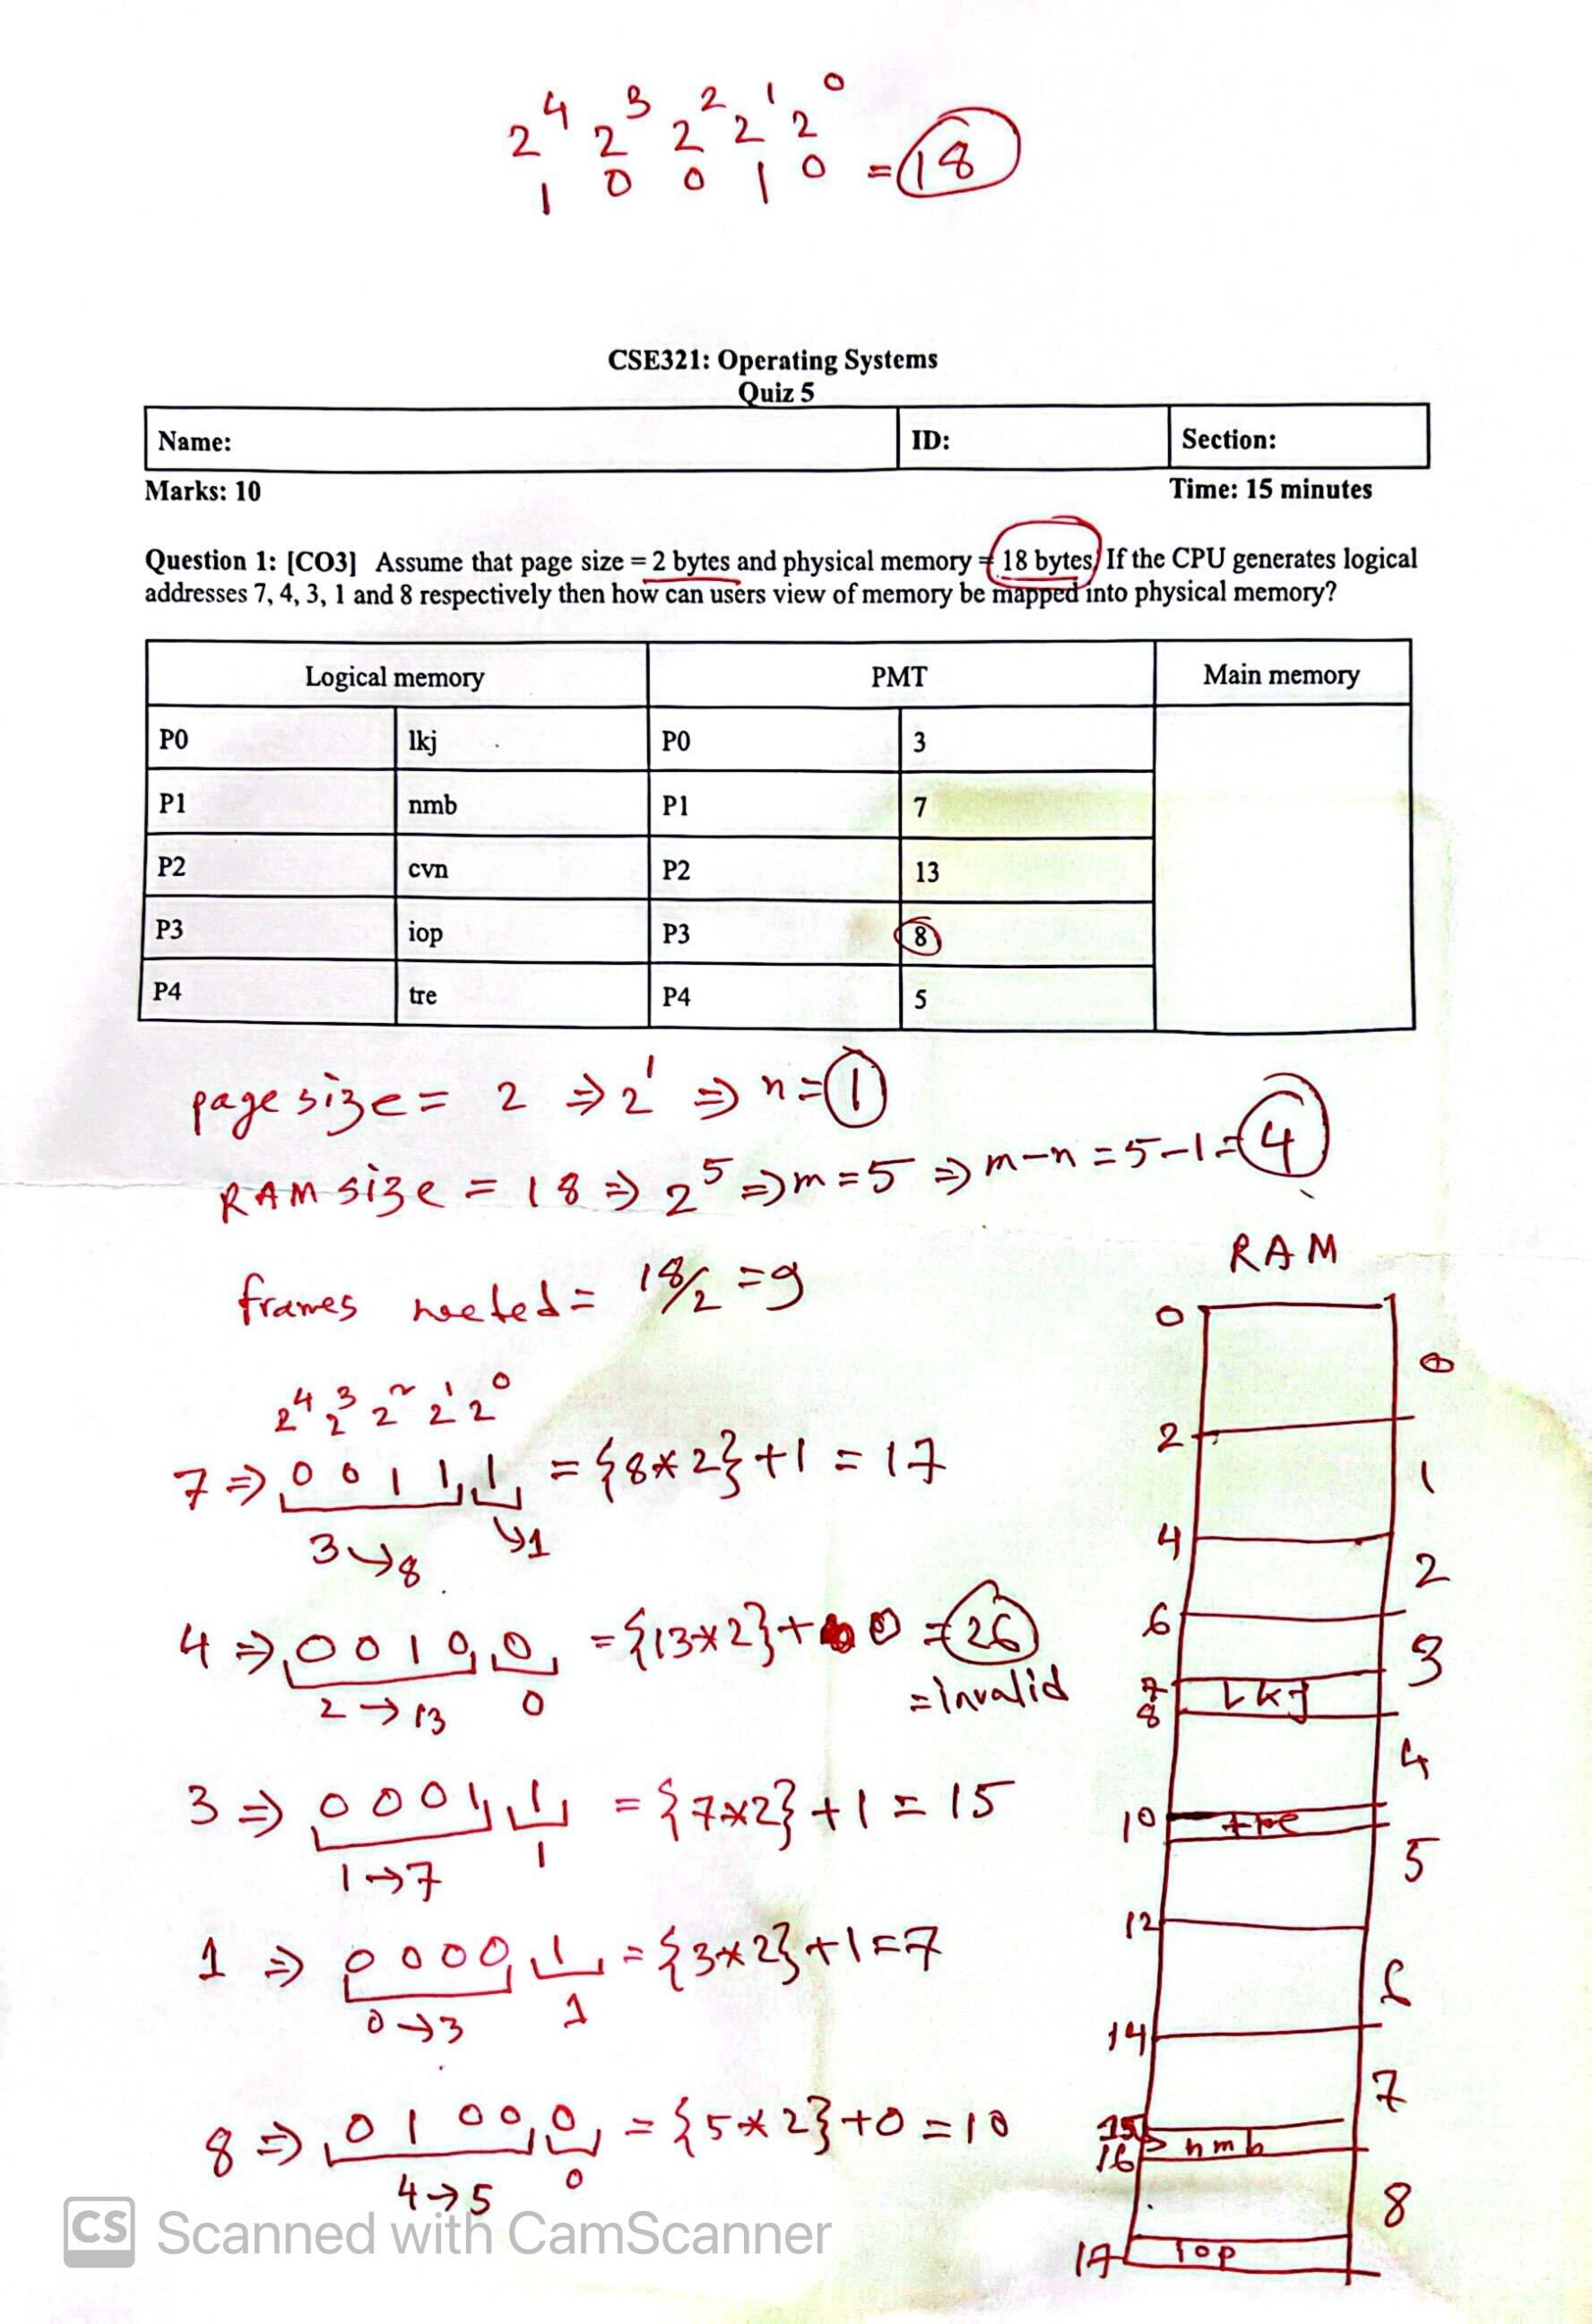 2^4 2^3 2^2 2^1 2^0
1 0 0 1 0 = 18
CSE321: Operating Systems
Quiz 5
Name: ID: Section:
Marks: 10 Time: 15 minutes
Question 1: [CO3] Assume that page size = 2 bytes and physical memory = 18 bytes. If the CPU generates logical
addresses 7, 4, 3, 1 and 8 respectively then how can users view of memory be mapped into physical memory?
Logical memory PMT Main memory
P0 lkj P0 3
P1 nmb P1 7
P2 cvn P2 13
P3 iop P3 8
P4 tre P4 5
page size = 2 ⇒ 2^1 ⇒ n = 1
RAM size = 18 ⇒ 2^5 ⇒ m = 5 ⇒ m-n = 5-1 = 4
frames needed = 18/2 = 9
2^4 2^3 2^2 2^1 2^0
7 ⇒ 0 0 1 1 1 = {8*2}+1 = 17
3 → 8 → 1
4 ⇒ 0 0 1 0 0 = {13*2}+ 0 = 26
= invalid
2 → 13 0
3 ⇒ 0 0 0 1 1 = {7*2}+1 = 15
1 → 7 1
1 ⇒ 0 0 0 0 1 = {3*2}+1 = 7
0 → 3 1
8 ⇒ 0 1 0 0 0 = {5*2}+0 = 10
4 → 5 0
RAM
0
0
2
1
4
2
6
3
7 Lkj
8
4
10 tre
5
12
6
14
7
15 nmb
16
8
17 Iop
CS Scanned with CamScanner